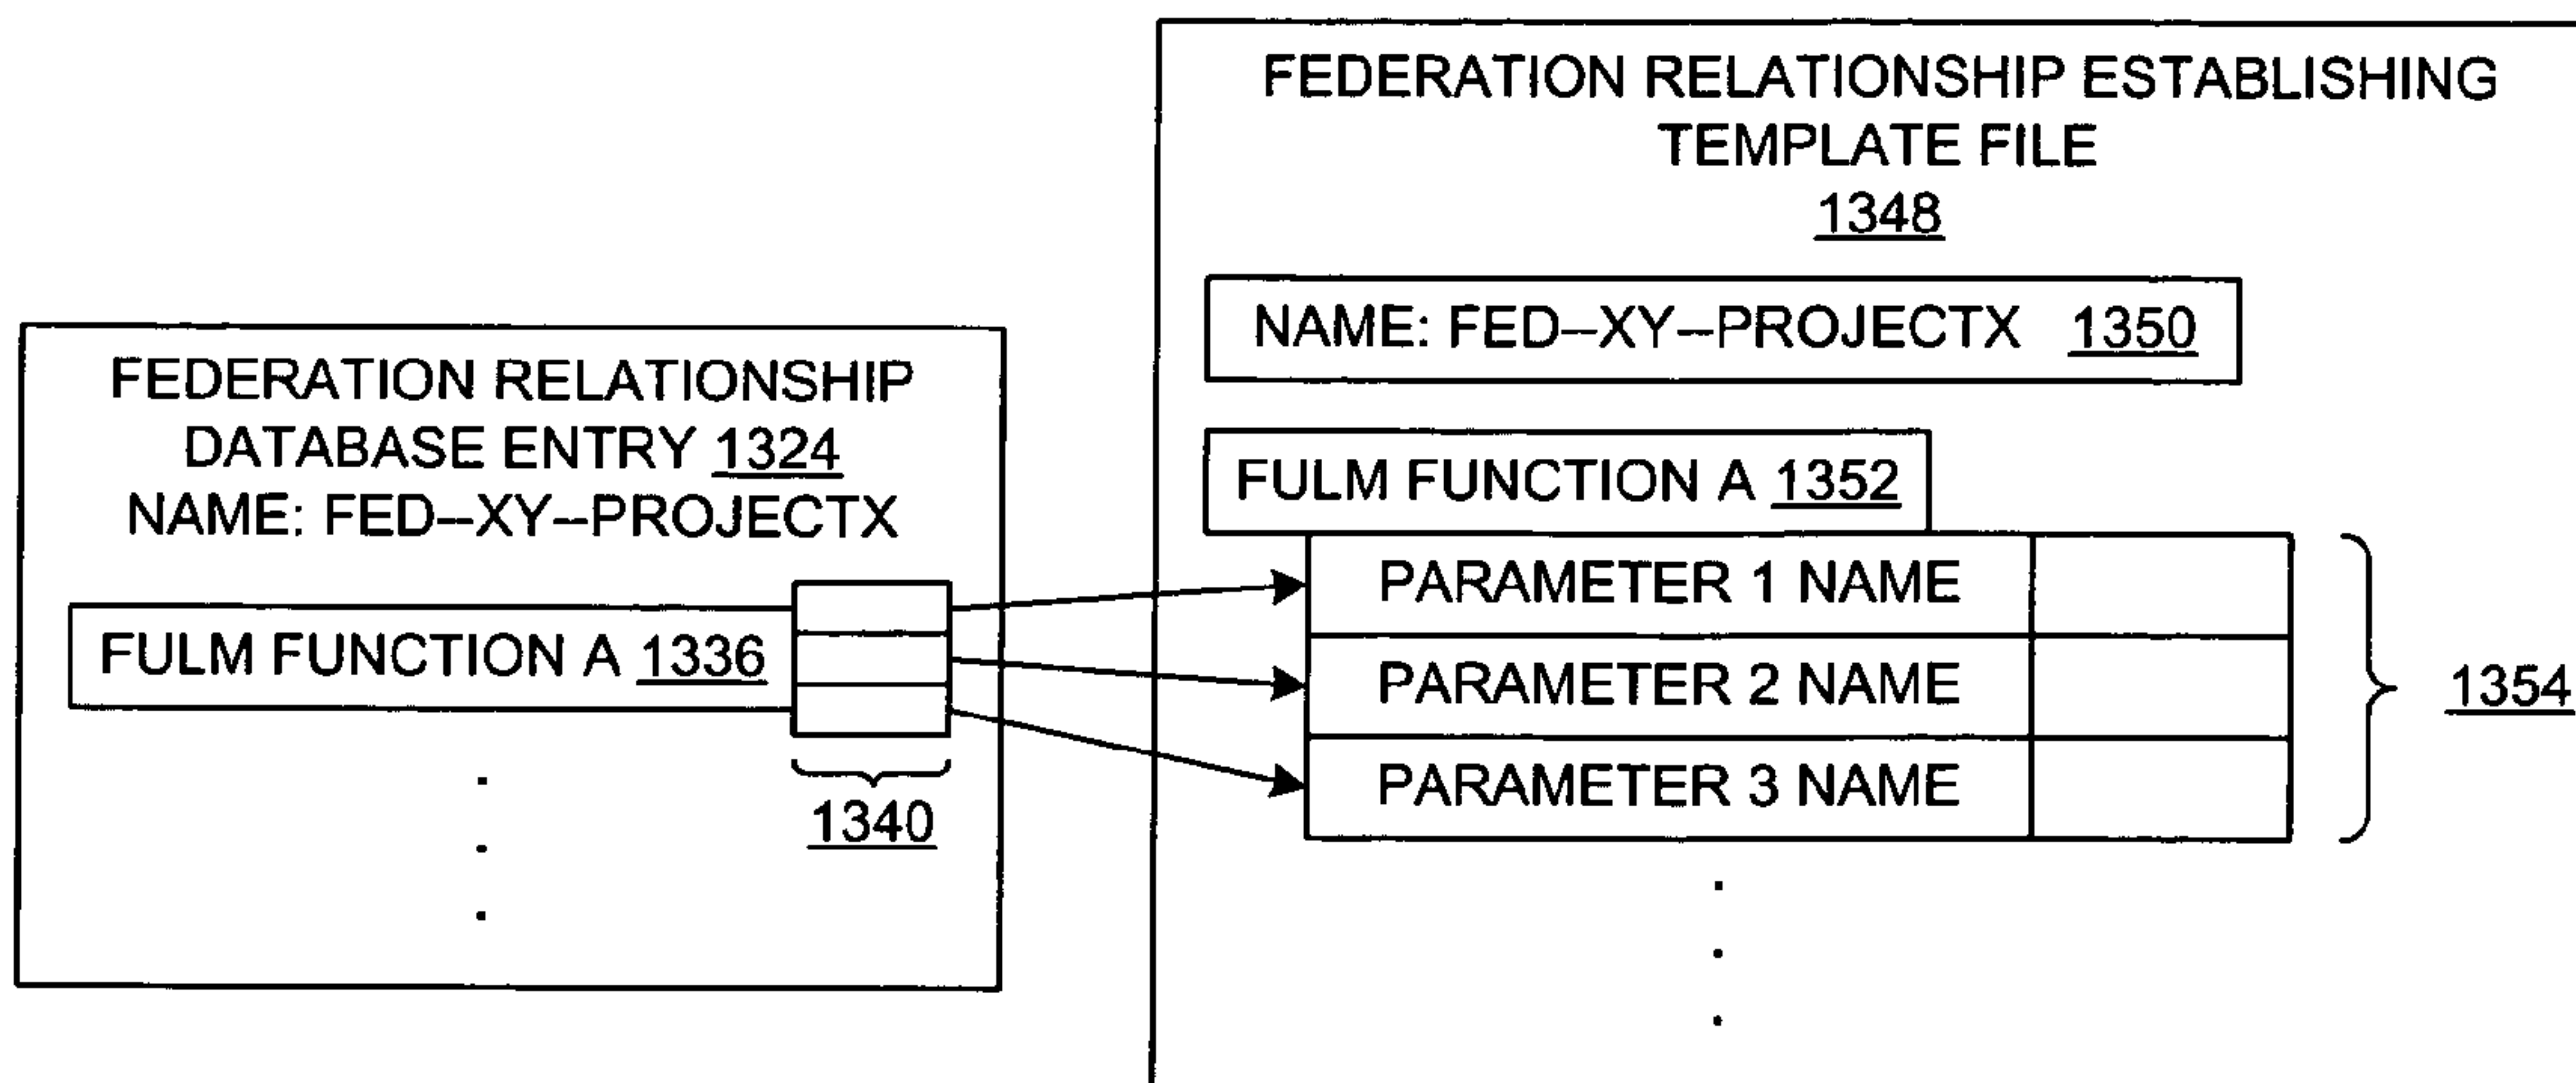 FEDERATION RELATIONSHIP ESTABLISHING
TEMPLATE FILE
1348
NAME: FED--XY--PROJECTX 1350
FULM FUNCTION A 1352
PARAMETER 1 NAME
PARAMETER 2 NAME
PARAMETER 3 NAME
1354
FEDERATION RELATIONSHIP
DATABASE ENTRY 1324
NAME: FED--XY--PROJECTX
FULM FUNCTION A 1336
1340